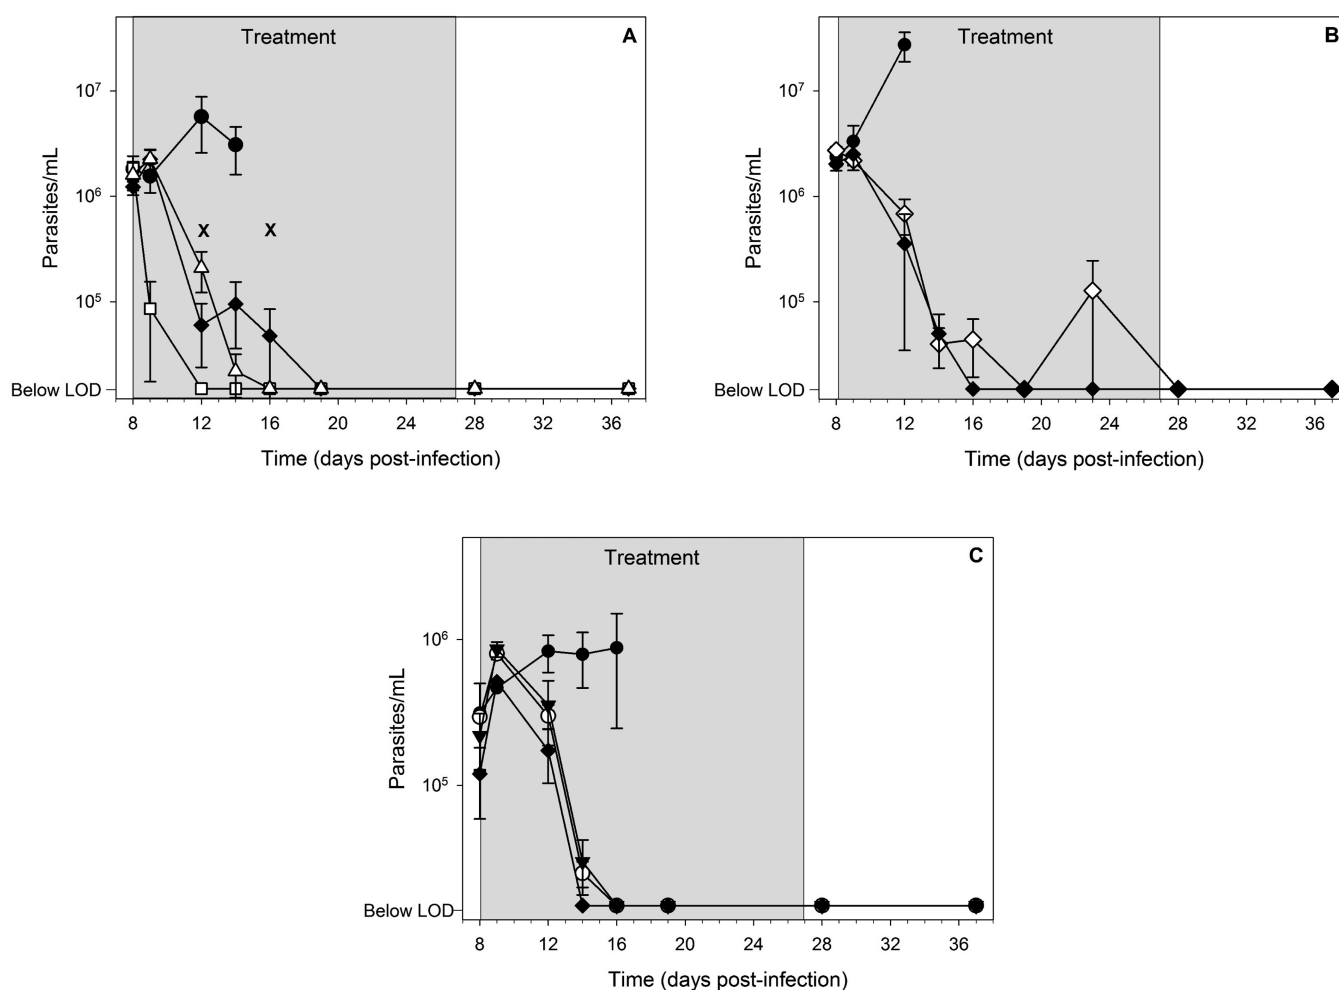 Treatment
A
10^7
10^6
10^5
Below LOD
Parasites/mL
X X
8 12 16 20 24 28 32 36
Time (days post-infection)
Treatment
B
10^7
10^6
10^5
Below LOD
Parasites/mL
8 12 16 20 24 28 32 36
Time (days post-infection)
Treatment
C
10^6
10^5
Below LOD
Parasites/mL
8 12 16 20 24 28 36
Time (days post-infection)